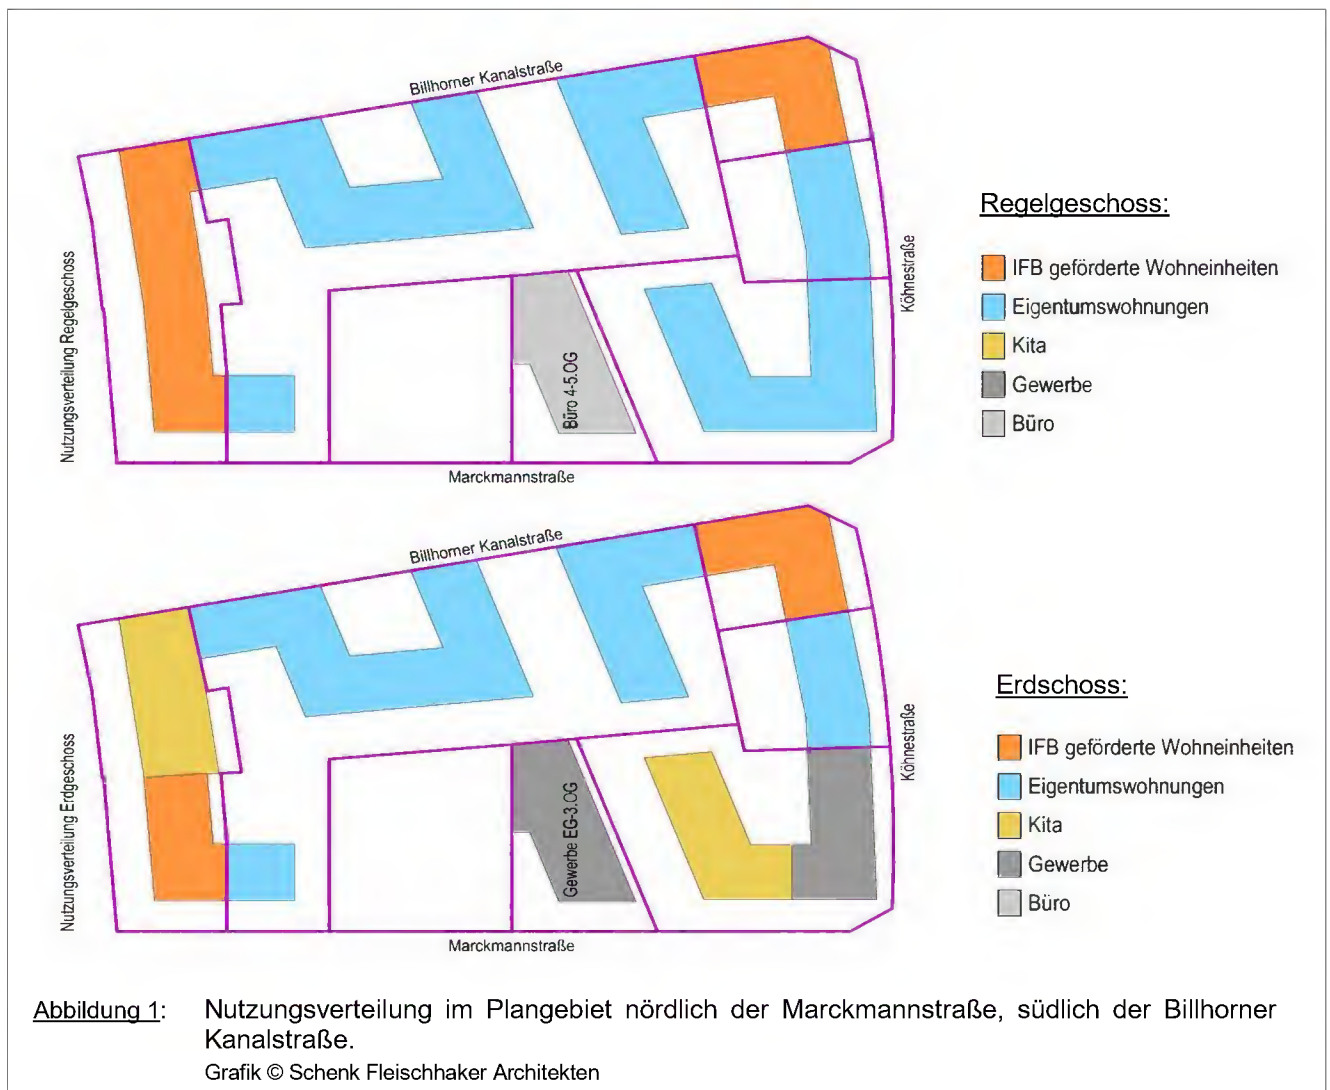 Billhorner Kanalstraße
Nutzungsverteilung Regelgeschoss
Köhnestraße
Büro 4-5.OG
Marckmannstraße
Regelgeschoss:
IFB geförderte Wohneinheiten
Eigentumswohnungen
Kita
Gewerbe
Büro
Billhorner Kanalstraße
Nutzungsverteilung Erdgeschoss
Köhnestraße
Gewerbe EG-3.OG
Marckmannstraße
Erdschoss:
IFB geförderte Wohneinheiten
Eigentumswohnungen
Kita
Gewerbe
Büro
Abbildung 1: Nutzungsverteilung im Plangebiet nördlich der Marckmannstraße, südlich der Billhorner
Kanalstraße.
Grafik © Schenk Fleischhaker Architekten